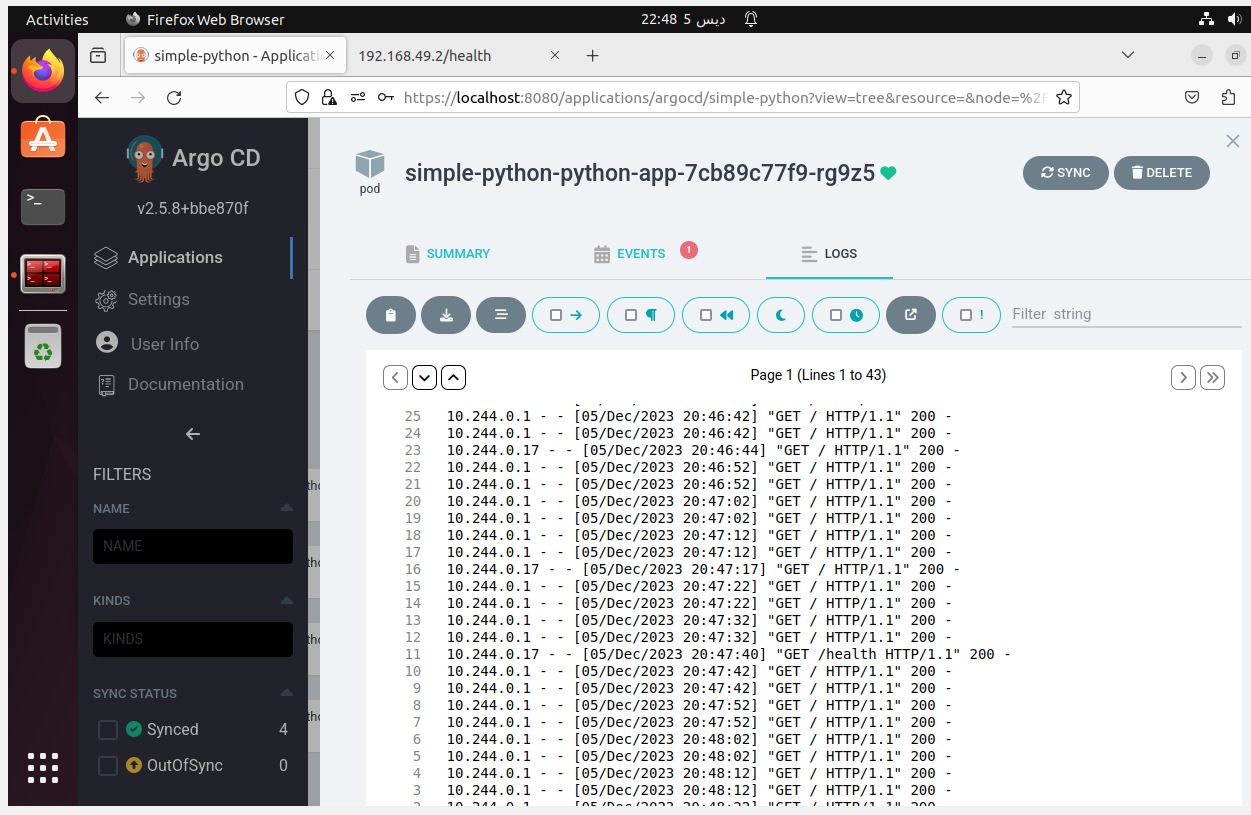 Activities
Firefox Web Browser
22:48 5 ديس
simple-python - Applicati
192.168.49.2/health
https://localhost:8080/applications/argocd/simple-python?view=tree&resource=&node=%2F
Argo CD
v2.5.8+bbe870f
Applications
Settings
User Info
Documentation
FILTERS
NAME
NAME
KINDS
KINDS
SYNC STATUS
Synced 4
OutOfSync 0
pod
simple-python-python-app-7cb89c77f9-rg9z5
SYNC
DELETE
SUMMARY
EVENTS 1
LOGS
Filter string
Page 1 (Lines 1 to 43)
25 10.244.0.1 - - [05/Dec/2023 20:46:42] "GET / HTTP/1.1" 200 -
24 10.244.0.1 - - [05/Dec/2023 20:46:42] "GET / HTTP/1.1" 200 -
23 10.244.0.17 - - [05/Dec/2023 20:46:44] "GET / HTTP/1.1" 200 -
22 10.244.0.1 - - [05/Dec/2023 20:46:52] "GET / HTTP/1.1" 200 -
21 10.244.0.1 - - [05/Dec/2023 20:46:52] "GET / HTTP/1.1" 200 -
20 10.244.0.1 - - [05/Dec/2023 20:47:02] "GET / HTTP/1.1" 200 -
19 10.244.0.1 - - [05/Dec/2023 20:47:02] "GET / HTTP/1.1" 200 -
18 10.244.0.1 - - [05/Dec/2023 20:47:12] "GET / HTTP/1.1" 200 -
17 10.244.0.1 - - [05/Dec/2023 20:47:12] "GET / HTTP/1.1" 200 -
16 10.244.0.17 - - [05/Dec/2023 20:47:17] "GET / HTTP/1.1" 200 -
15 10.244.0.1 - - [05/Dec/2023 20:47:22] "GET / HTTP/1.1" 200 -
14 10.244.0.1 - - [05/Dec/2023 20:47:22] "GET / HTTP/1.1" 200 -
13 10.244.0.1 - - [05/Dec/2023 20:47:32] "GET / HTTP/1.1" 200 -
12 10.244.0.1 - - [05/Dec/2023 20:47:32] "GET / HTTP/1.1" 200 -
11 10.244.0.17 - - [05/Dec/2023 20:47:40] "GET /health HTTP/1.1" 200 -
10 10.244.0.1 - - [05/Dec/2023 20:47:42] "GET / HTTP/1.1" 200 -
9 10.244.0.1 - - [05/Dec/2023 20:47:42] "GET / HTTP/1.1" 200 -
8 10.244.0.1 - - [05/Dec/2023 20:47:52] "GET / HTTP/1.1" 200 -
7 10.244.0.1 - - [05/Dec/2023 20:47:52] "GET / HTTP/1.1" 200 -
6 10.244.0.1 - - [05/Dec/2023 20:48:02] "GET / HTTP/1.1" 200 -
5 10.244.0.1 - - [05/Dec/2023 20:48:02] "GET / HTTP/1.1" 200 -
4 10.244.0.1 - - [05/Dec/2023 20:48:12] "GET / HTTP/1.1" 200 -
3 10.244.0.1 - - [05/Dec/2023 20:48:12] "GET / HTTP/1.1" 200 -